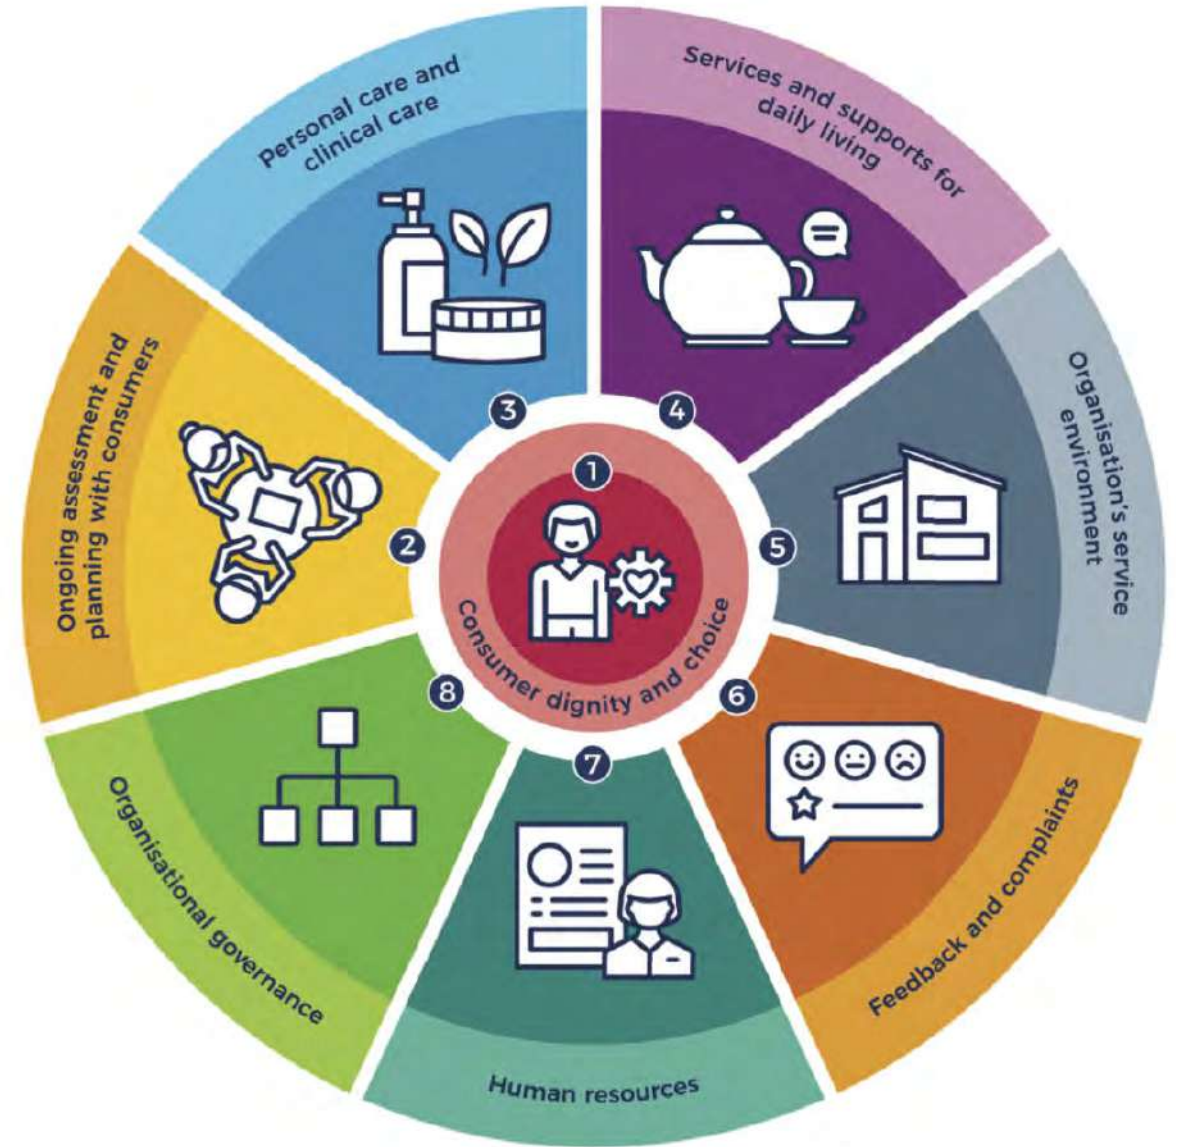 1
Consumer dignity and choice
2
Ongoing assessment and
planning with consumers
3
Personal care and
clinical care
4
Services and supports for
daily living
5
Organisation's service
environment
6
Feedback and complaints
7
Human resources
8
Organisational governance